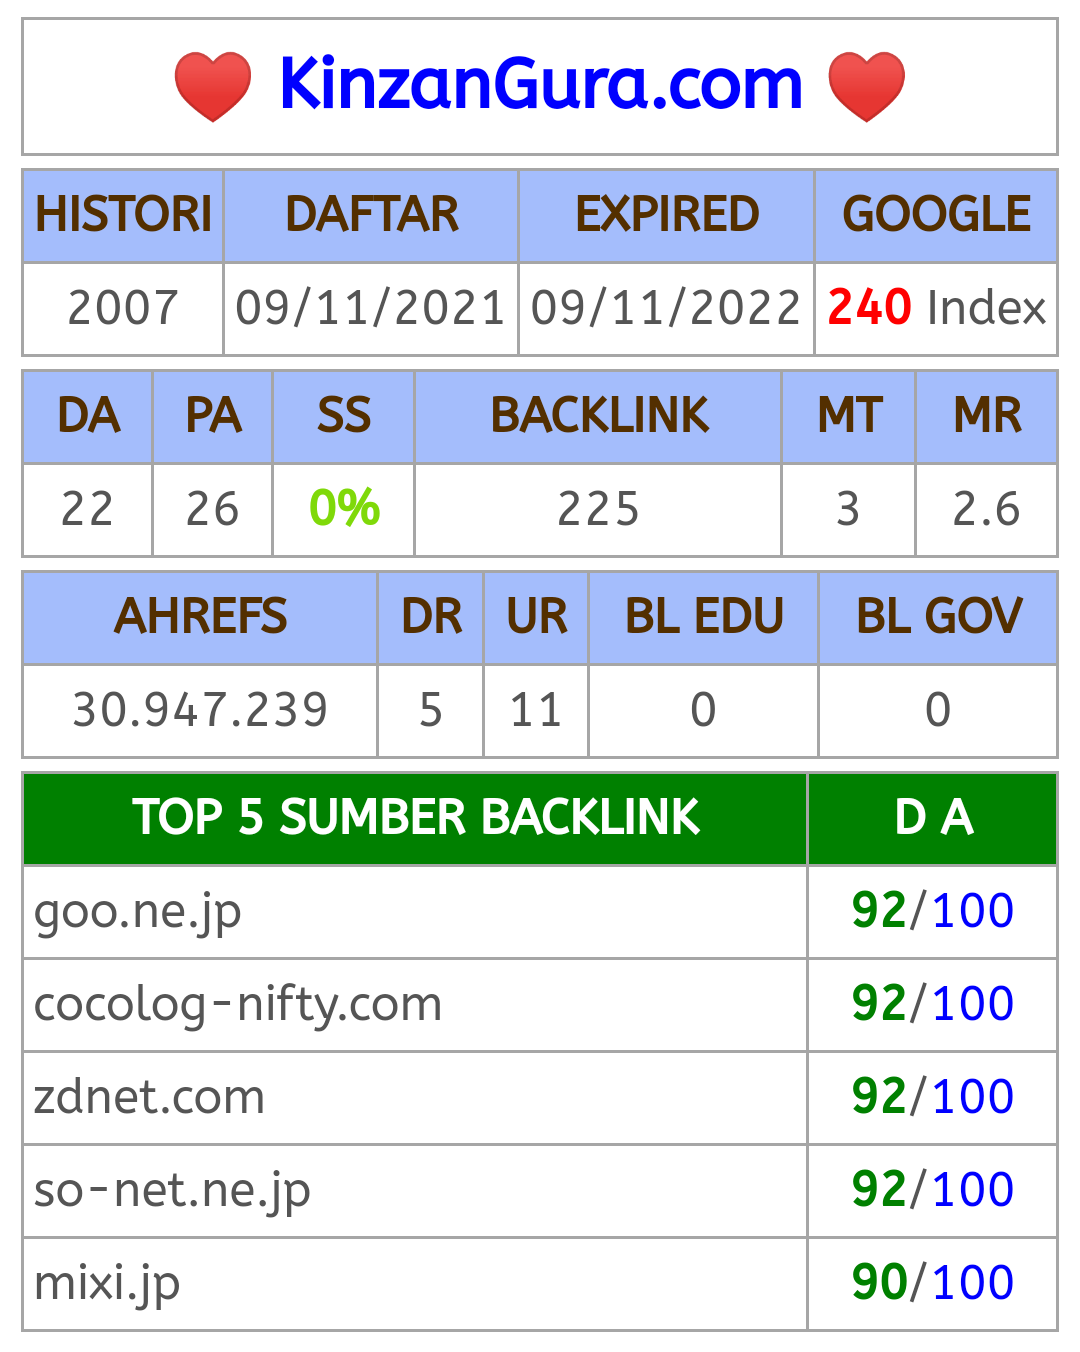 KinzanGura.com
HISTORI DAFTAR EXPIRED GOOGLE
2007 09/11/2021 09/11/2022 240 Index
DA PA SS BACKLINK MT MR
22 26 0% 225 3 2.6
AHREFS DR UR BL EDU BL GOV
30.947.239 5 11 0 0
TOP 5 SUMBER BACKLINK D A
goo.ne.jp 92/100
cocolog-nifty.com 92/100
zdnet.com 92/100
so-net.ne.jp 92/100
mixi.jp 90/100